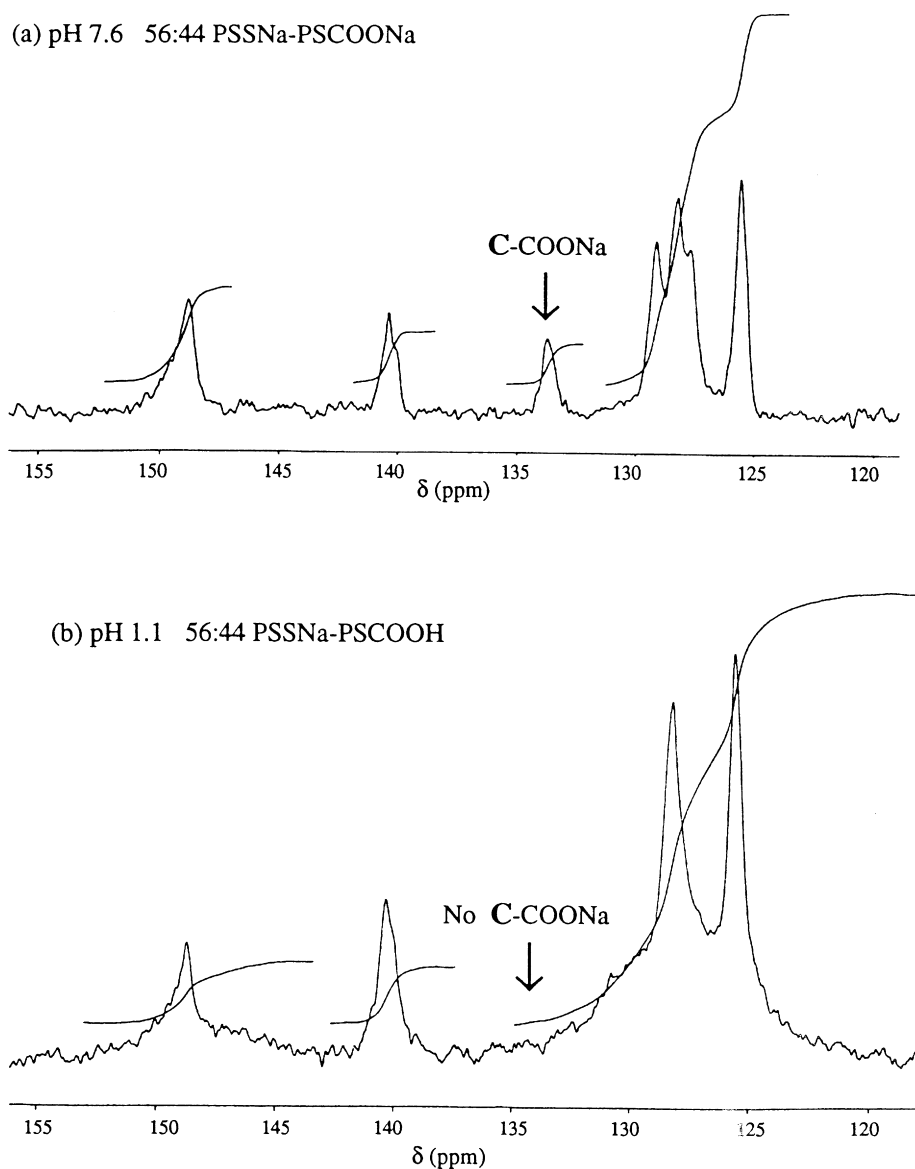 (a) pH 7.6 56:44 PSSNa-PSCOONa
C-COONa
155 150 145 140 135 130 125 120
δ (ppm)
(b) pH 1.1 56:44 PSSNa-PSCOOH
No C-COONa
155 150 145 140 135 130 125 120
δ (ppm)